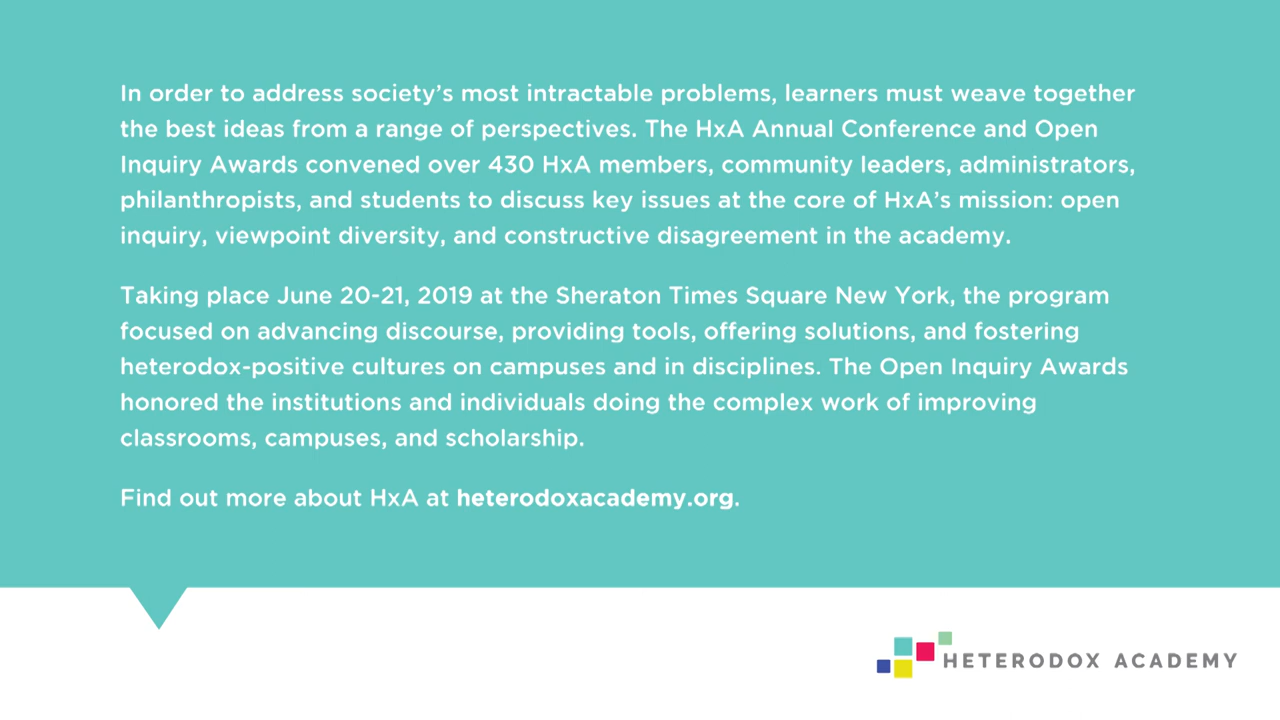 In order to address society’s most intractable problems, learners must weave together
the best ideas from a range of perspectives. The HxA Annual Conference and Open
Inquiry Awards convened over 430 HxA members, community leaders, administrators,
philanthropists, and students to discuss key issues at the core of HxA’s mission: open
inquiry, viewpoint diversity, and constructive disagreement in the academy.
Taking place June 20-21, 2019 at the Sheraton Times Square New York, the program
focused on advancing discourse, providing tools, offering solutions, and fostering
heterodox-positive cultures on campuses and in disciplines. The Open Inquiry Awards
honored the institutions and individuals doing the complex work of improving
classrooms, campuses, and scholarship.
Find out more about HxA at heterodoxacademy.org.
HETERODOX ACADEMY